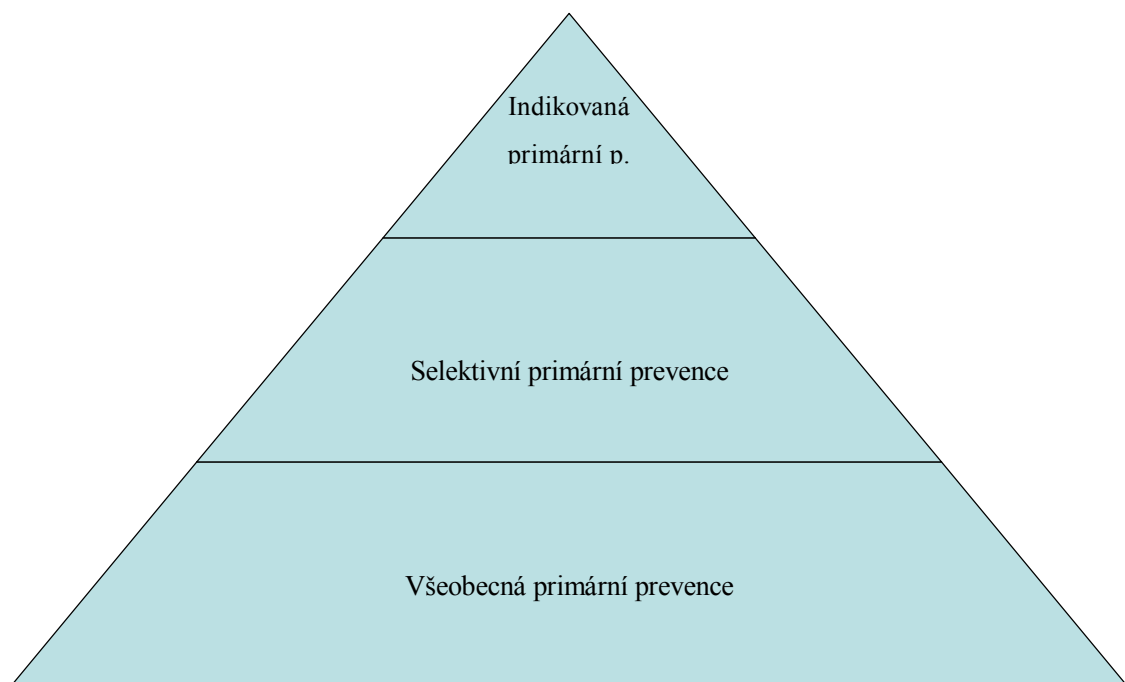 Indikovaná
primární p.
Selektivní primární prevence
Všeobecná primární prevence